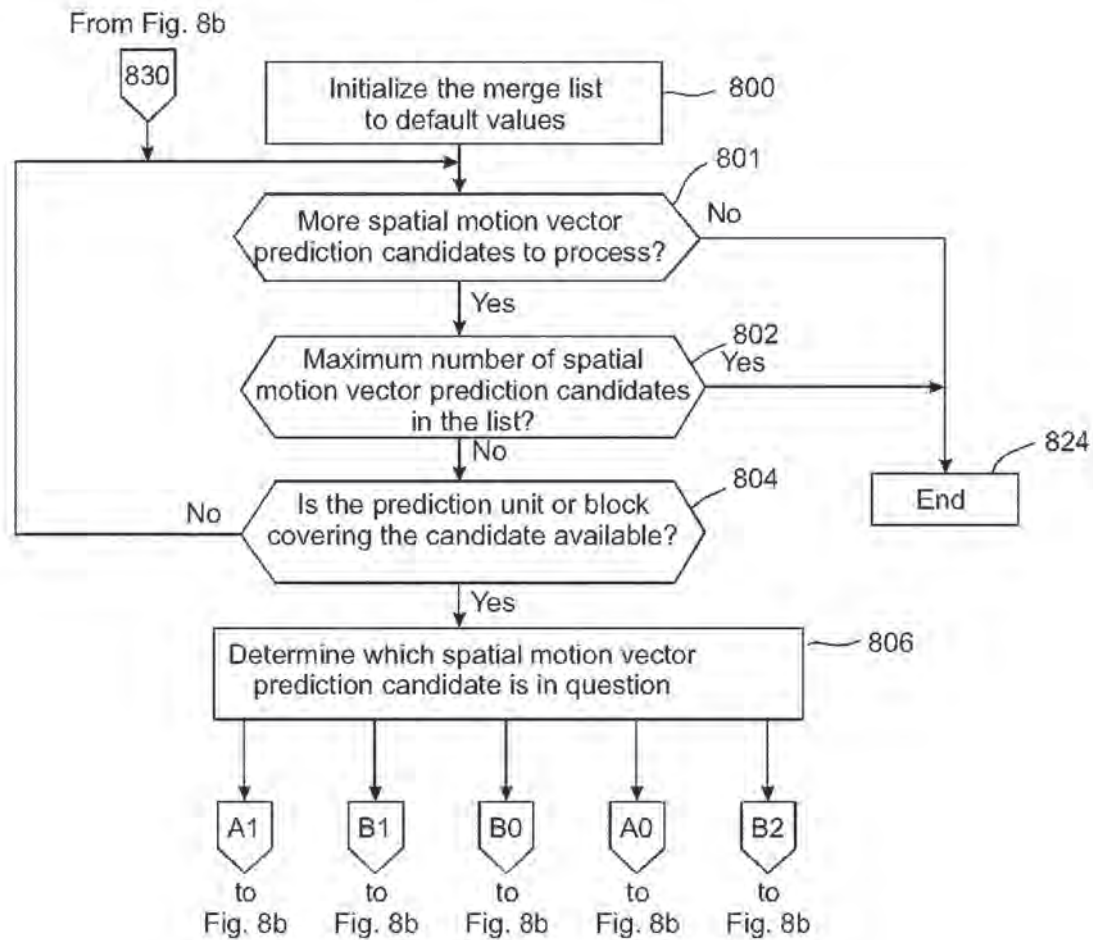 From Fig. 8b
830
Initialize the merge list
to default values
800
801
More spatial motion vector
prediction candidates to process?
No
Yes
802
Maximum number of spatial
motion vector prediction candidates
in the list?
Yes
No
824
End
804
Is the prediction unit or block
covering the candidate available?
No
Yes
806
Determine which spatial motion vector
prediction candidate is in question
A1
B1
B0
A0
B2
to
Fig. 8b
to
Fig. 8b
to
Fig. 8b
to
Fig. 8b
to
Fig. 8b